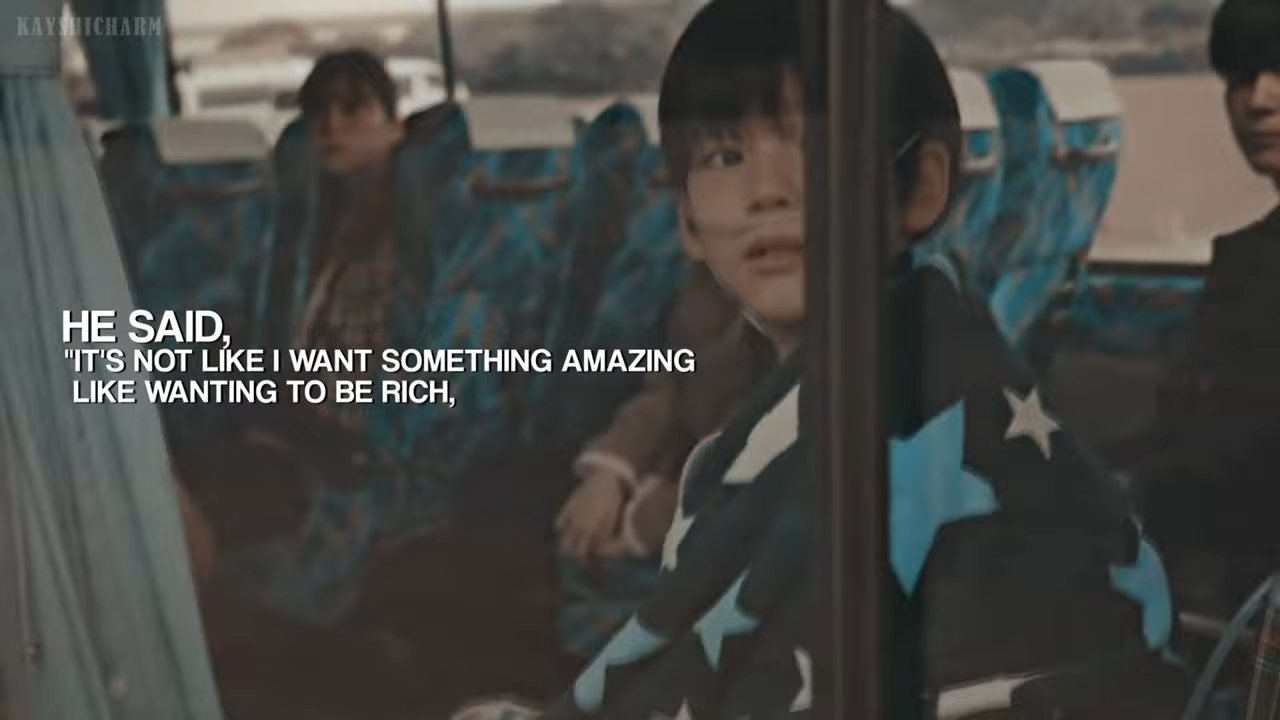 KAYSHICHARM
HE SAID,
"IT'S NOT LIKE I WANT SOMETHING AMAZING
LIKE WANTING TO BE RICH,